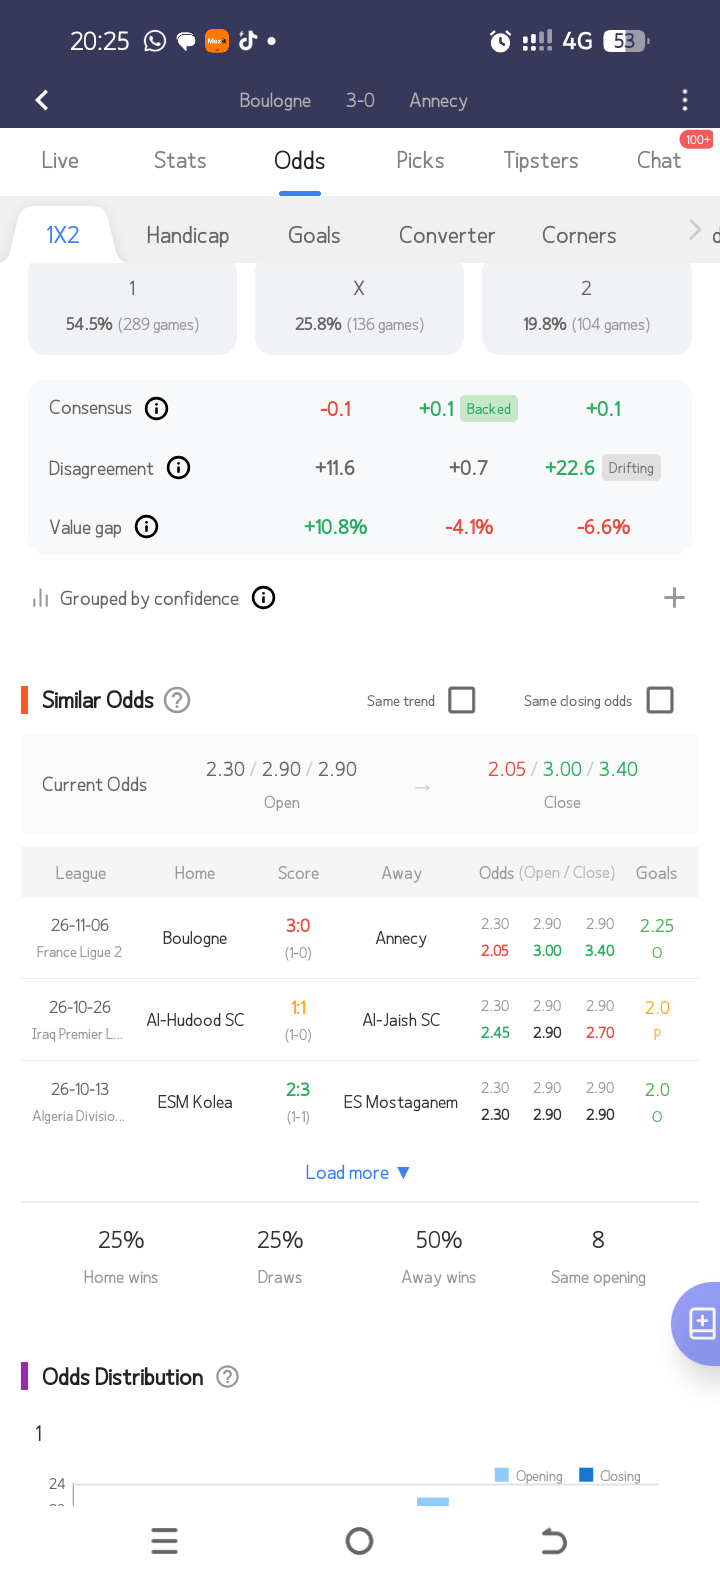 20:25 4G 53
Boulogne 3-0 Annecy
Live Stats Odds Picks Tipsters Chat 100+
1X2 Handicap Goals Converter Corners
1 X 2
54.5% (289 games) 25.8% (136 games) 19.8% (104 games)
Consensus -0.1 +0.1 Backed +0.1
Disagreement +11.6 +0.7 +22.6 Drifting
Value gap +10.8% -4.1% -6.6%
Grouped by confidence +
Similar Odds ? Same trend Same closing odds
Current Odds 2.30 / 2.90 / 2.90 → 2.05 / 3.00 / 3.40
Open Close
League Home Score Away Odds (Open / Close) Goals
26-11-06 Boulogne 3:0 Annecy 2.30 2.90 2.90 2.25
France Ligue 2 (1-0) 2.05 3.00 3.40 O
26-10-26 Al-Hudood SC 1:1 Al-Jaish SC 2.30 2.90 2.90 2.0
Iraq Premier L... (1-0) 2.45 2.90 2.70 P
26-10-13 ESM Kolea 2:3 ES Mostaganem 2.30 2.90 2.90 2.0
Algeria Divisio... (1-1) 2.30 2.90 2.90 O
Load more ▼
25% 25% 50% 8
Home wins Draws Away wins Same opening
Odds Distribution ?
1
Opening Closing
24